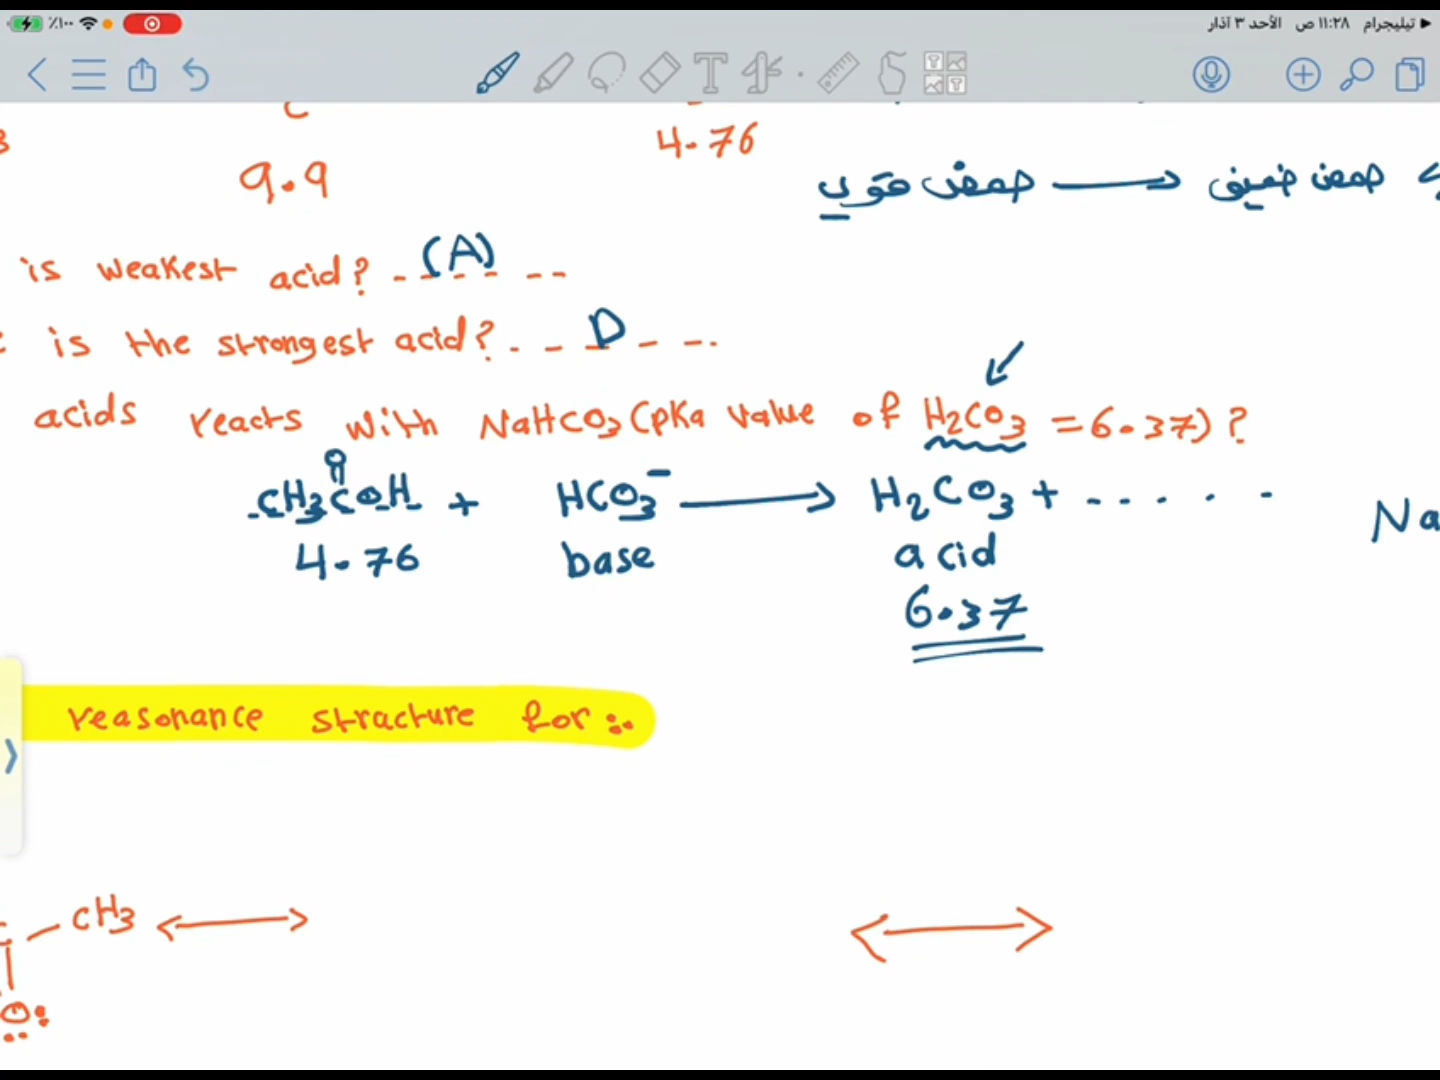 ٪١٠٠ ١١:٢٨ ص الأحد ٣ آذار تيليجرام
4.76
9.9
حمض قوي → حمض ضعيف
is weakest acid? - (A) - - -
is the strongest acid? . - - D - - .
acids reacts with NaHCO3 (pKa value of H2CO3 = 6.37) ?
O
CH3COH + HCO3⁻ → H2CO3 + - - . . -
Na
4.76 base acid
6.37
reasonance stracture for :.
CH3 ↔ ↔
O: